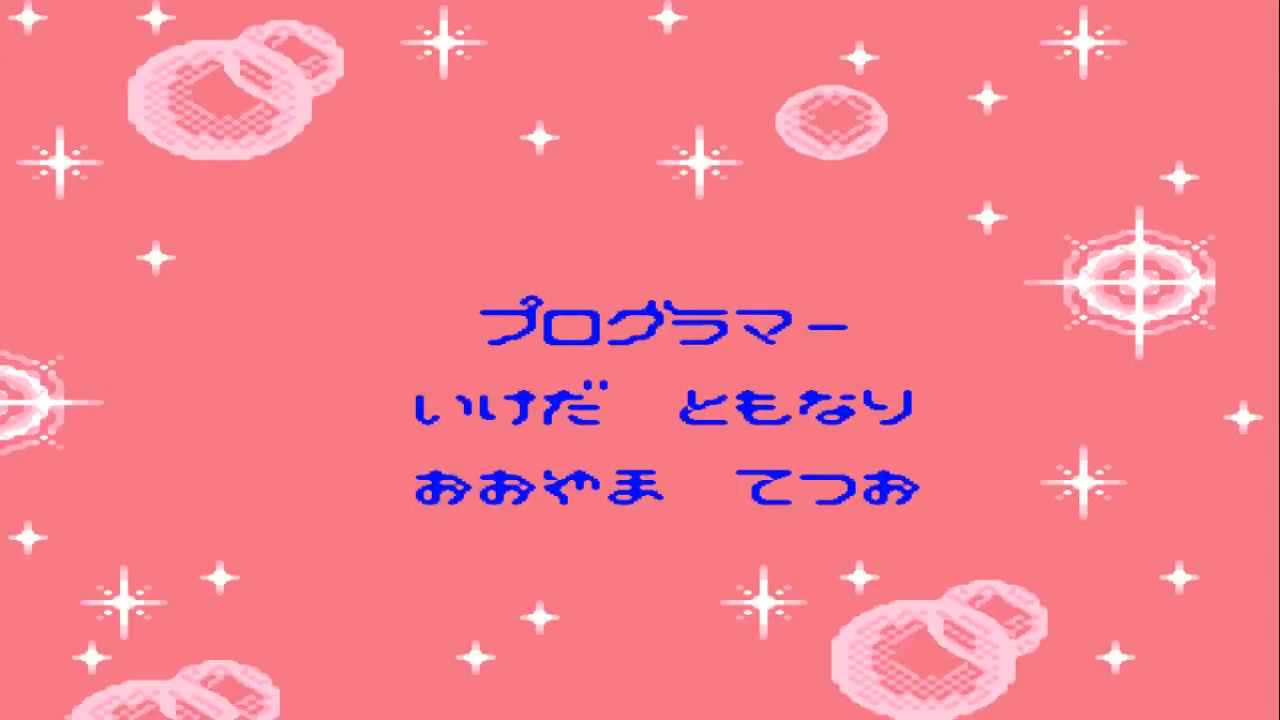 プログラマー
いけだ　ともなり
おおやま　てつお